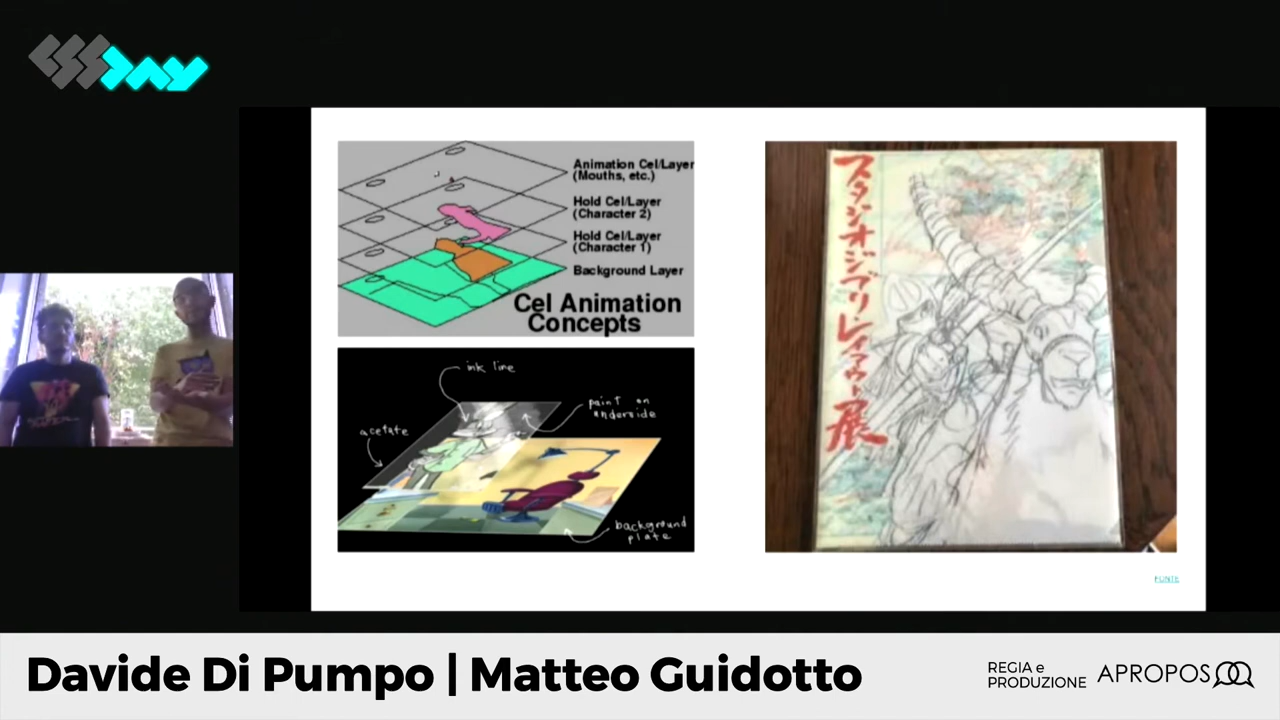 CSS DAY
Animation Cel/Layer
(Mouths, etc.)
Hold Cel/Layer
(Character 2)
Hold Cel/Layer
(Character 1)
Background Layer
Cel Animation
Concepts
ink line
paint on
underside
acetate
background
plate
スタジオジブリ・レイアウト展
FONTE
Davide Di Pumpo | Matteo Guidotto
REGIA e
PRODUZIONE
APROPOS